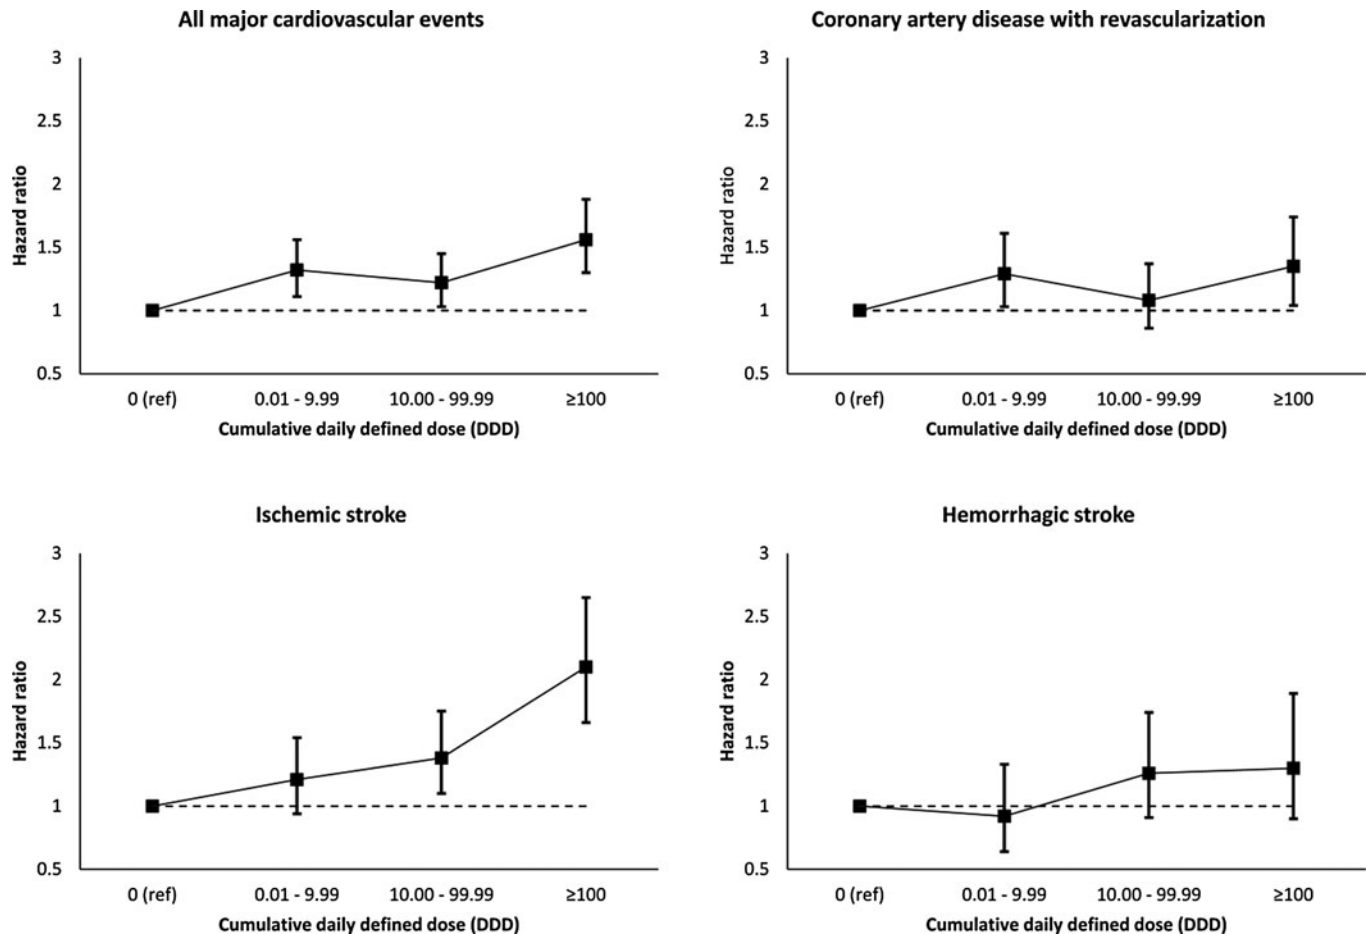 All major cardiovascular events
3
2.5
2
1.5
1
0.5
Hazard ratio
0 (ref) 0.01 - 9.99 10.00 - 99.99 ≥100
Cumulative daily defined dose (DDD)
Coronary artery disease with revascularization
3
2.5
2
1.5
1
0.5
Hazard ratio
0 (ref) 0.01 - 9.99 10.00 - 99.99 ≥100
Cumulative daily defined dose (DDD)
Ischemic stroke
3
2.5
2
1.5
1
0.5
Hazard ratio
0 (ref) 0.01 - 9.99 10.00 - 99.99 ≥100
Cumulative daily defined dose (DDD)
Hemorrhagic stroke
3
2.5
2
1.5
1
0.5
Hazard ratio
0 (ref) 0.01 - 9.99 10.00 - 99.99 ≥100
Cumulative daily defined dose (DDD)